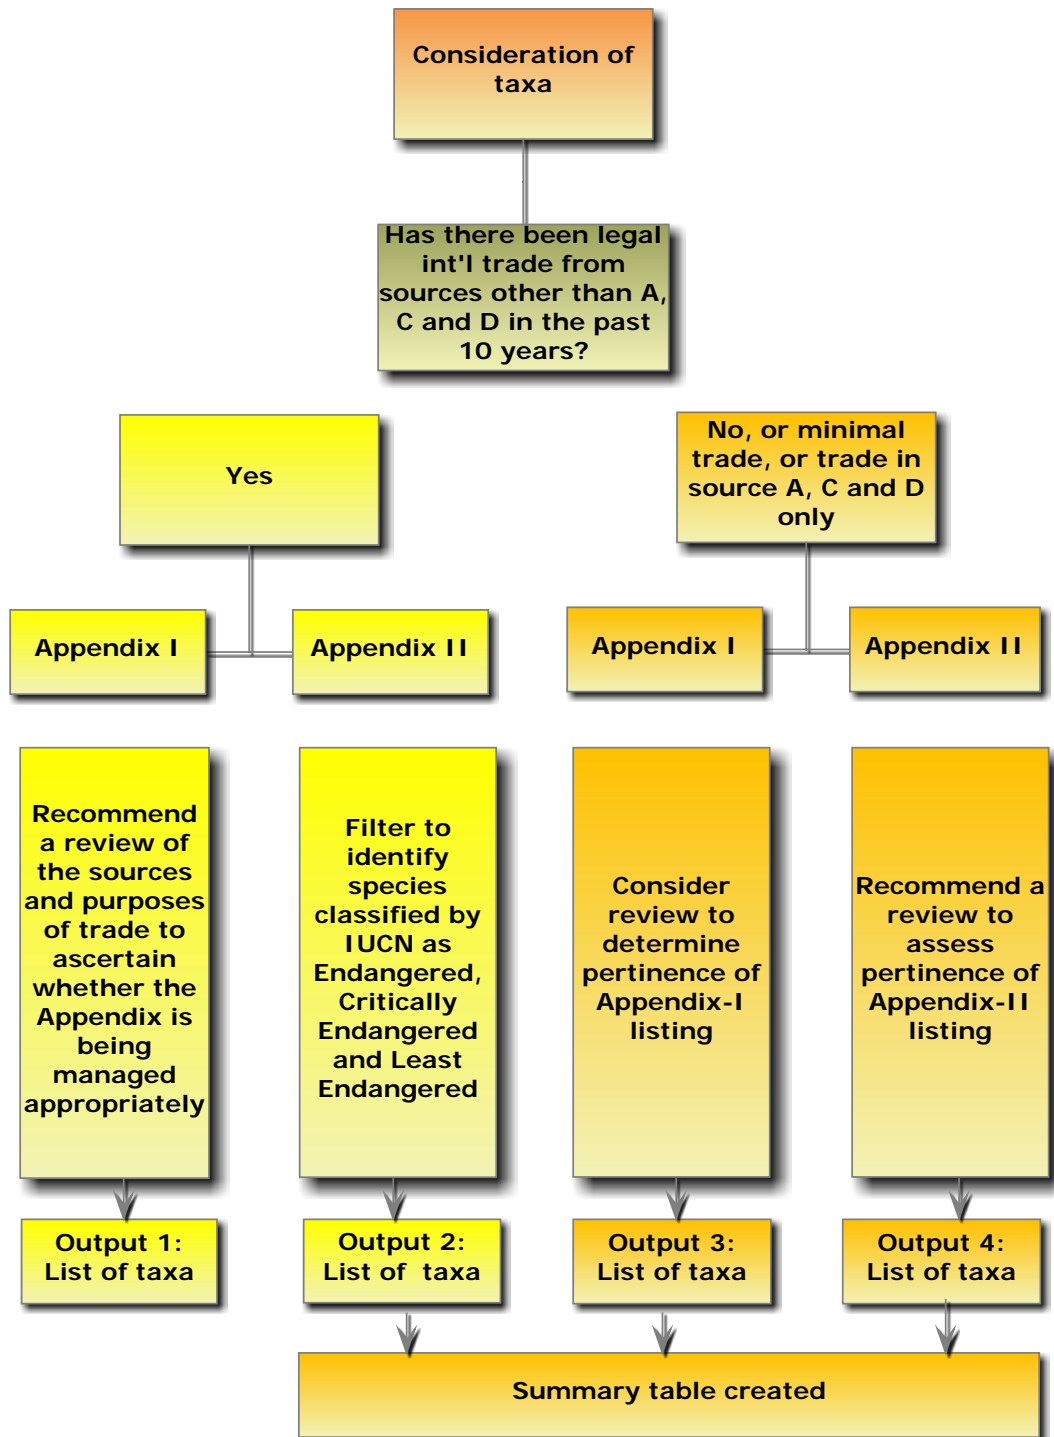 Consideration of
taxa
Has there been legal
int'l trade from
sources other than A,
C and D in the past
10 years?
Yes
No, or minimal
trade, or trade in
source A, C and D
only
Appendix I
Appendix II
Appendix I
Appendix II
Recommend
a review of
the sources
and purposes
of trade to
ascertain
whether the
Appendix is
being
managed
appropriately
Filter to
identify
species
classified by
IUCN as
Endangered,
Critically
Endangered
and Least
Endangered
Consider
review to
determine
pertinence of
Appendix-I
listing
Recommend a
review to
assess
pertinence of
Appendix-II
listing
Output 1:
List of taxa
Output 2:
List of  taxa
Output 3:
List of taxa
Output 4:
List of taxa
Summary table created